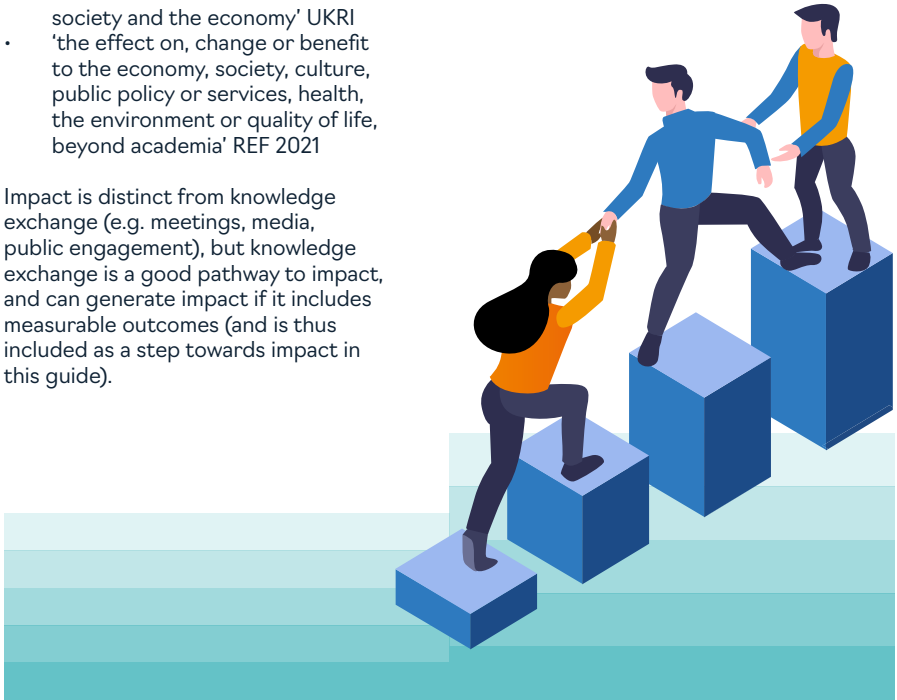 society and the economy’ UKRI
• ‘the effect on, change or benefit
to the economy, society, culture,
public policy or services, health,
the environment or quality of life,
beyond academia’ REF 2021
Impact is distinct from knowledge
exchange (e.g. meetings, media,
public engagement), but knowledge
exchange is a good pathway to impact,
and can generate impact if it includes
measurable outcomes (and is thus
included as a step towards impact in
this guide).